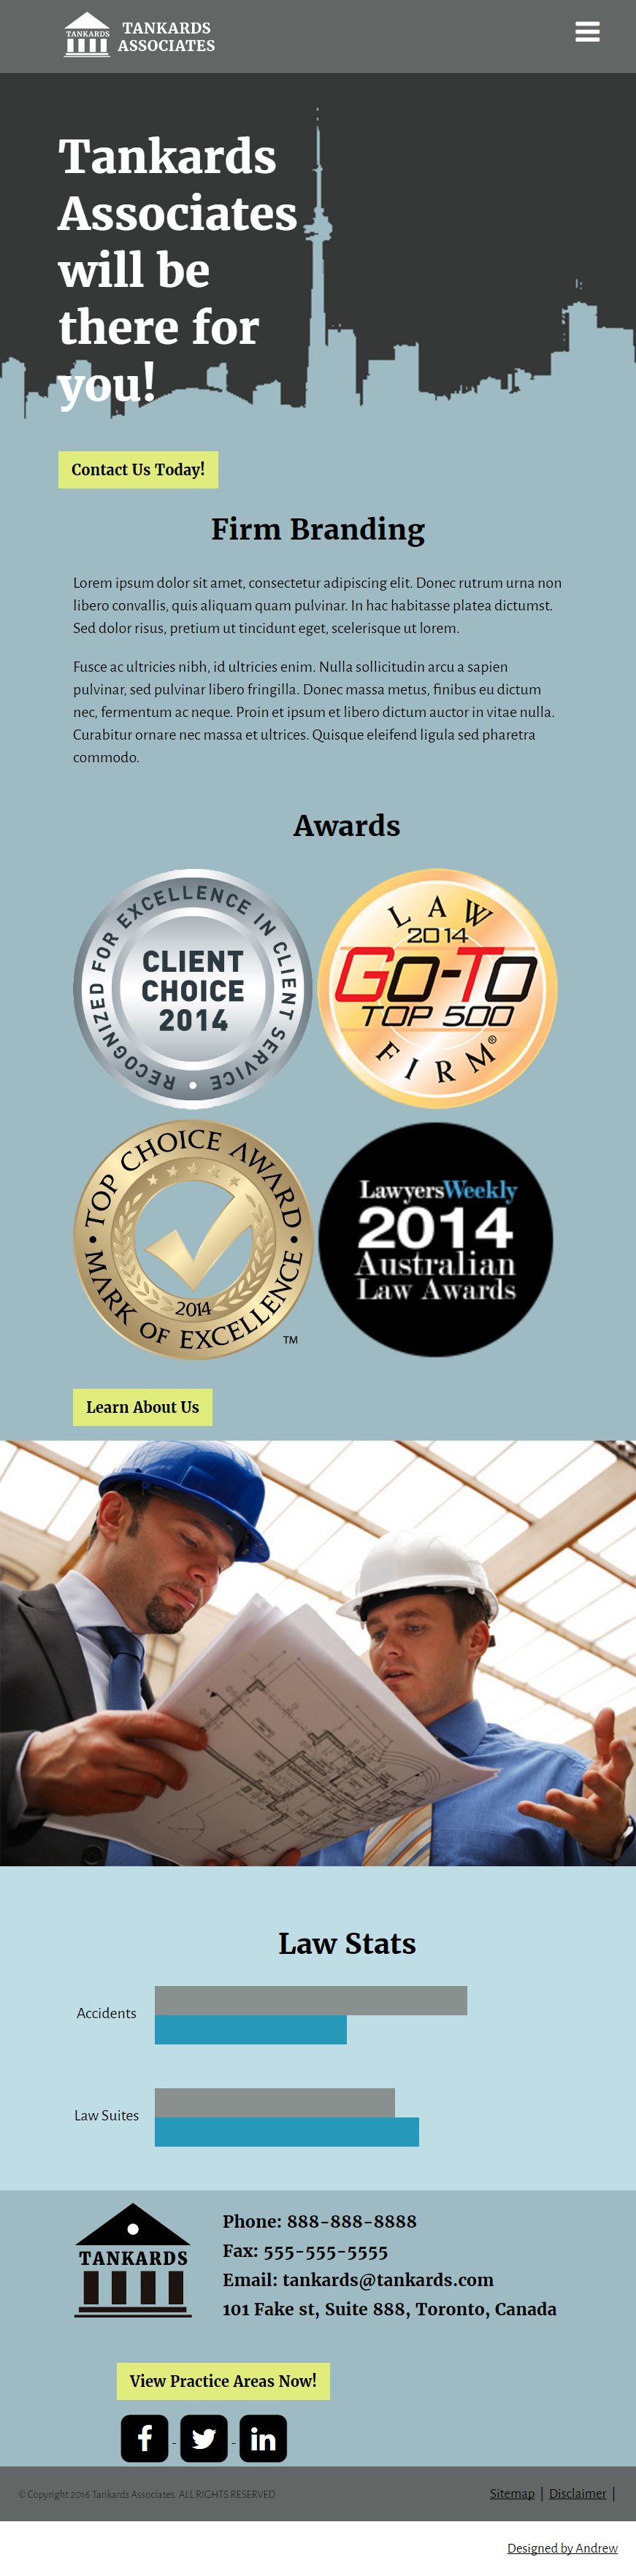 TANKARDS
TANKARDS
ASSOCIATES
Tankards
Associates
will be
there for
you!
Contact Us Today!
Firm Branding
Lorem ipsum dolor sit amet, consectetur adipiscing elit. Donec rutrum urna non
libero convallis, quis aliquam quam pulvinar. In hac habitasse platea dictumst.
Sed dolor risus, pretium ut tincidunt eget, scelerisque ut lorem.
Fusce ac ultricies nibh, id ultricies enim. Nulla sollicitudin arcu a sapien
pulvinar, sed pulvinar libero fringilla. Donec massa metus, finibus eu dictum
nec, fermentum ac neque. Proin et ipsum et libero dictum auctor in vitae nulla.
Curabitur ornare nec massa et ultrices. Quisque eleifend ligula sed pharetra
commodo.
Awards
RECOGNIZED FOR EXCELLENCE IN CLIENT SERVICE •
CLIENT
CHOICE
2014
LAW
2014
GO-TO
TOP 500
FIRM®
• TOP CHOICE AWARD •
MARK OF EXCELLENCE
2014
TM
LawyersWeekly
2014
Australian
Law Awards
Learn About Us
Law Stats
Accidents
Law Suites
TANKARDS
Phone: 888-888-8888
Fax: 555-555-5555
Email: tankards@tankards.com
101 Fake st, Suite 888, Toronto, Canada
View Practice Areas Now!
f - - in
© Copyright 2016 Tankards Associates. ALL RIGHTS RESERVED
Sitemap | Disclaimer |
Designed by Andrew